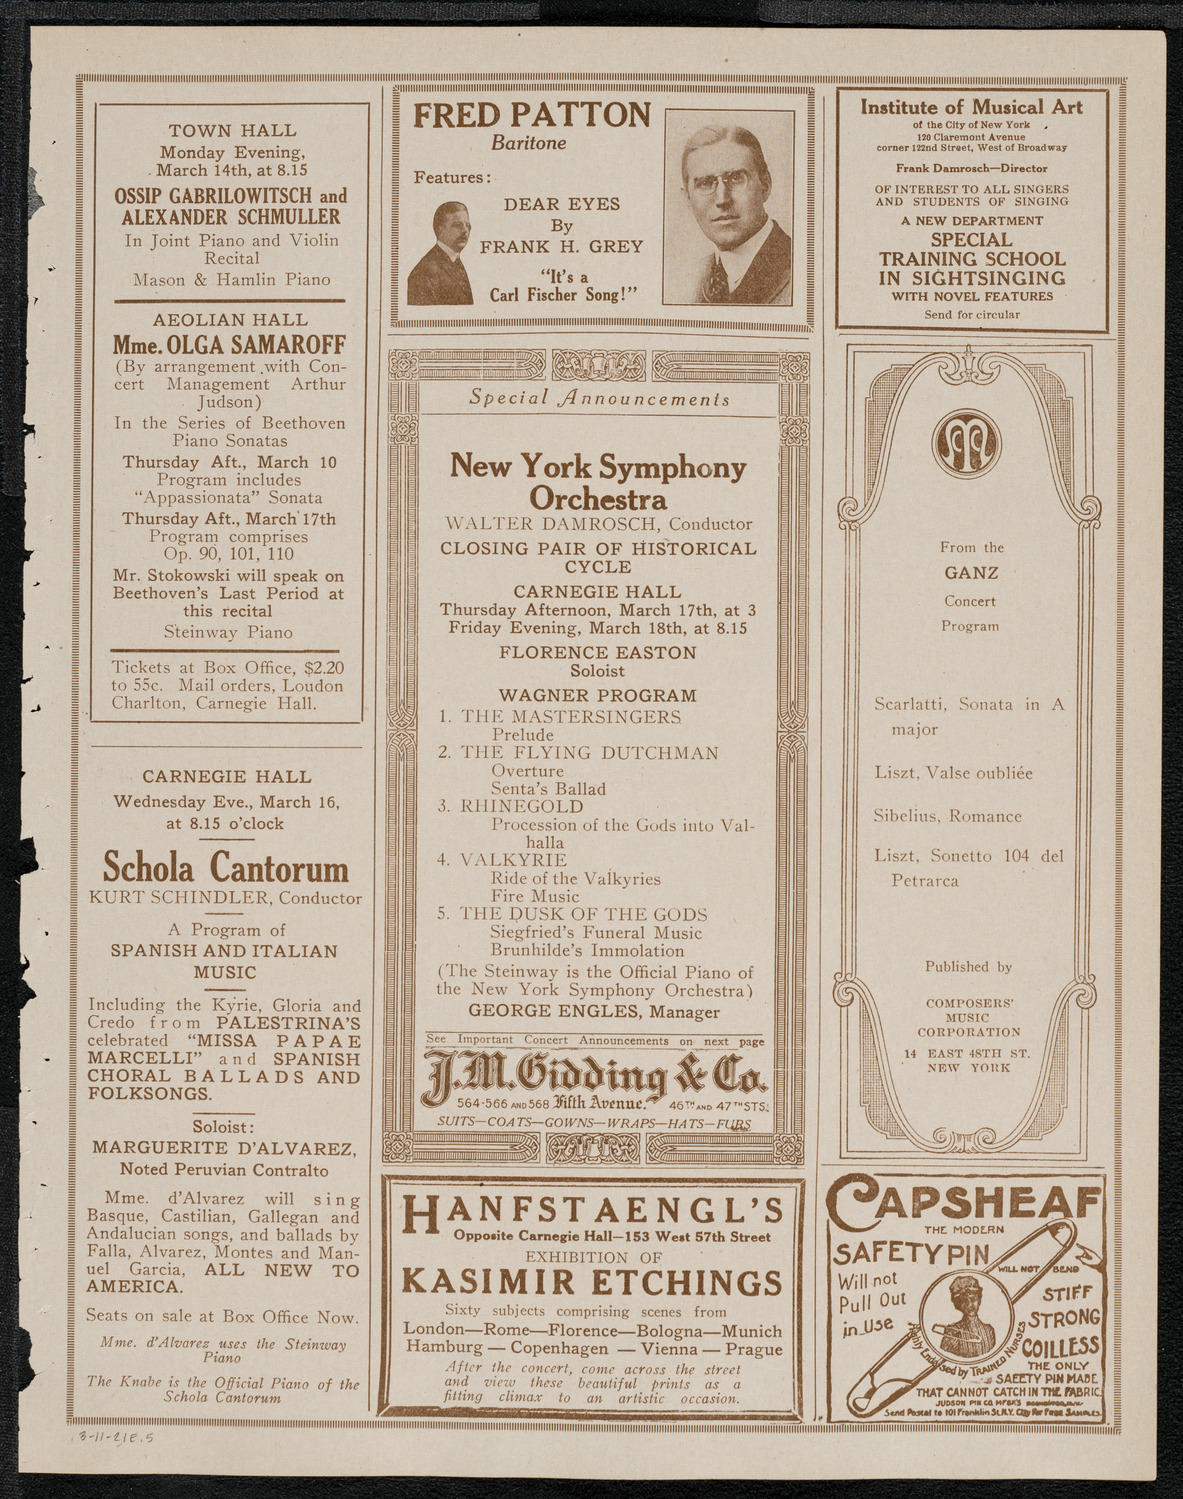 TOWN HALL
Monday Evening,
March 14th, at 8.15
OSSIP GABRILOWITSCH and
ALEXANDER SCHMULLER
In Joint Piano and Violin
Recital
Mason & Hamlin Piano
AEOLIAN HALL
Mme. OLGA SAMAROFF
(By arrangement with Con-
cert Management Arthur
Judson)
In the Series of Beethoven
Piano Sonatas
Thursday Aft., March 10
Program includes
"Appassionata" Sonata
Thursday Aft., March 17th
Program comprises
Op. 90, 101, 110
Mr. Stokowski will speak on
Beethoven's Last Period at
this recital
Steinway Piano
Tickets at Box Office, $2.20
to 55c. Mail orders, Loudon
Charlton, Carnegie Hall.
CARNEGIE HALL
Wednesday Eve., March 16,
at 8.15 o'clock
Schola Cantorum
KURT SCHINDLER, Conductor
A Program of
SPANISH AND ITALIAN
MUSIC
Including the Kyrie, Gloria and
Credo from PALESTRINA'S
celebrated "MISSA PAPAE
MARCELLI" and SPANISH
CHORAL BALLADS AND
FOLKSONGS.
Soloist:
MARGUERITE D'ALVAREZ,
Noted Peruvian Contralto
Mme. d'Alvarez will sing
Basque, Castilian, Gallegan and
Andalucian songs, and ballads by
Falla, Alvarez, Montes and Man-
uel Garcia, ALL NEW TO
AMERICA.
Seats on sale at Box Office Now.
Mme. d'Alvarez uses the Steinway
Piano
The Knabe is the Official Piano of the
Schola Cantorum
3-11-21E.5
FRED PATTON
Baritone
Features:
DEAR EYES
By
FRANK H. GREY
"It's a
Carl Fischer Song!"
Special Announcements
New York Symphony
Orchestra
WALTER DAMROSCH, Conductor
CLOSING PAIR OF HISTORICAL
CYCLE
CARNEGIE HALL
Thursday Afternoon, March 17th, at 3
Friday Evening, March 18th, at 8.15
FLORENCE EASTON
Soloist
WAGNER PROGRAM
1. THE MASTERSINGERS
Prelude
2. THE FLYING DUTCHMAN
Overture
Senta's Ballad
3. RHINEGOLD
Procession of the Gods into Val-
halla
4. VALKYRIE
Ride of the Valkyries
Fire Music
5. THE DUSK OF THE GODS
Siegfried's Funeral Music
Brunhilde's Immolation
(The Steinway is the Official Piano of
the New York Symphony Orchestra)
GEORGE ENGLES, Manager
See Important Concert Announcements on next page
J.M. Gidding & Co.
564-566 AND 568 Fifth Avenue. 46TH AND 47TH STS.
SUITS—COATS—GOWNS—WRAPS—HATS—FURS
HANFSTAENGL'S
Opposite Carnegie Hall—153 West 57th Street
EXHIBITION OF
KASIMIR ETCHINGS
Sixty subjects comprising scenes from
London—Rome—Florence—Bologna—Munich
Hamburg — Copenhagen — Vienna — Prague
After the concert, come across the street
and view these beautiful prints as a
fitting climax to an artistic occasion.
Institute of Musical Art
of the City of New York
120 Claremont Avenue
corner 122nd Street, West of Broadway
Frank Damrosch—Director
OF INTEREST TO ALL SINGERS
AND STUDENTS OF SINGING
A NEW DEPARTMENT
SPECIAL
TRAINING SCHOOL
IN SIGHTSINGING
WITH NOVEL FEATURES
Send for circular
M
From the
GANZ
Concert
Program
Scarlatti, Sonata in A
major
Liszt, Valse oubliée
Sibelius, Romance
Liszt, Sonetto 104 del
Petrarca
Published by
COMPOSERS'
MUSIC
CORPORATION
14 EAST 48TH ST.
NEW YORK
CAPSHEAF
THE MODERN
SAFETY PIN
WILL NOT BEND
Will not
Pull Out
in Use
STIFF
STRONG
COILLESS
Highly Endorsed by TRAINED NURSES
THE ONLY
SAFETY PIN MADE
THAT CANNOT CATCH IN THE FABRIC.
JUDSON PIN CO. MFGR'S
Send Postal to 101 Franklin St. N.Y. City for Free Samples